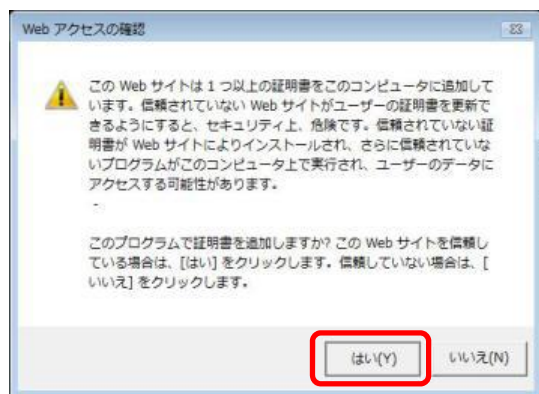 Web アクセスの確認
この Web サイトは 1 つ以上の証明書をこのコンピュータに追加して
います。信頼されていない Web サイトがユーザーの証明書を更新で
きるようにすると、セキュリティ上、危険です。信頼されていない証
明書が Web サイトによりインストールされ、さらに信頼されていな
いプログラムがこのコンピュータ上で実行され、ユーザーのデータに
アクセスする可能性があります。
-
このプログラムで証明書を追加しますか? この Web サイトを信頼し
ている場合は、[はい] をクリックします。信頼していない場合は、[
いいえ] をクリックします。
はい(Y)
いいえ(N)